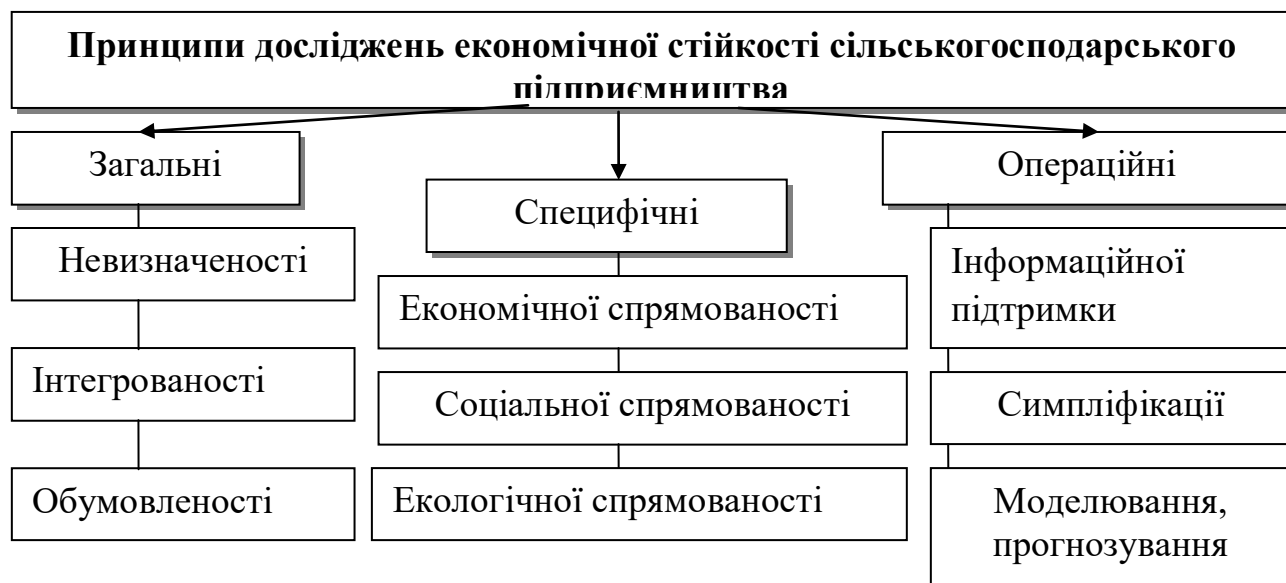 Принципи досліджень економічної стійкості сільськогосподарського
підприємництва
Загальні
Невизначеності
Інтегрованості
Обумовленості
Специфічні
Економічної спрямованості
Соціальної спрямованості
Екологічної спрямованості
Операційні
Інформаційної
підтримки
Симпліфікації
Моделювання,
прогнозування